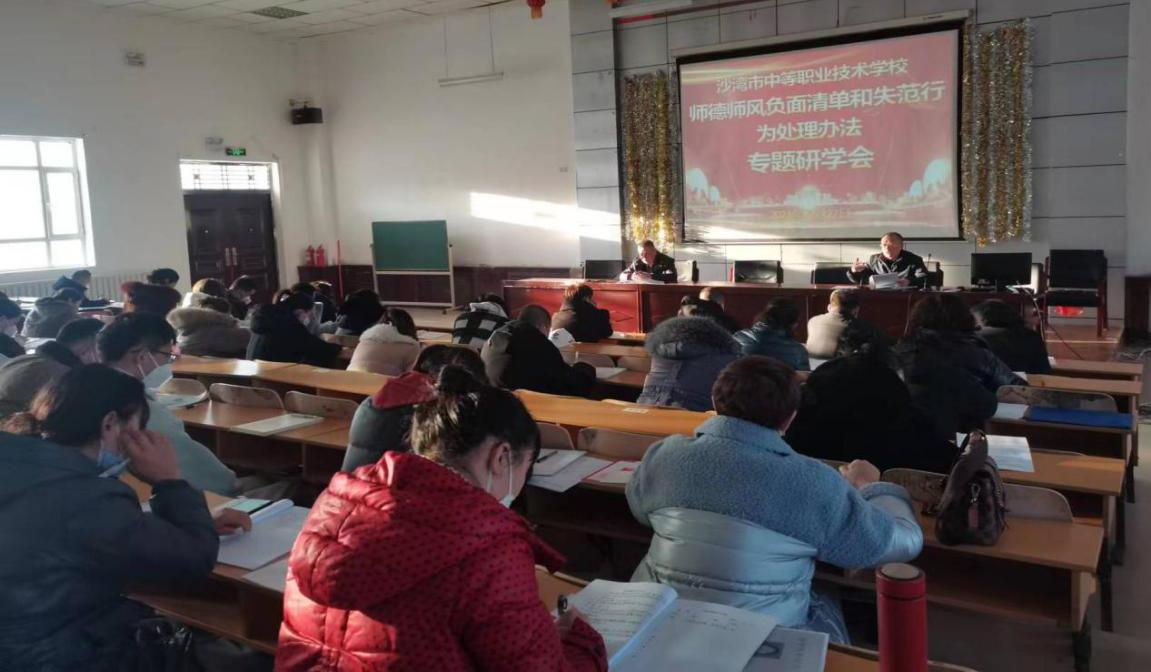 沙湾市中等职业技术学校
师德师风负面清单和失范行
为处理办法
专题研学会